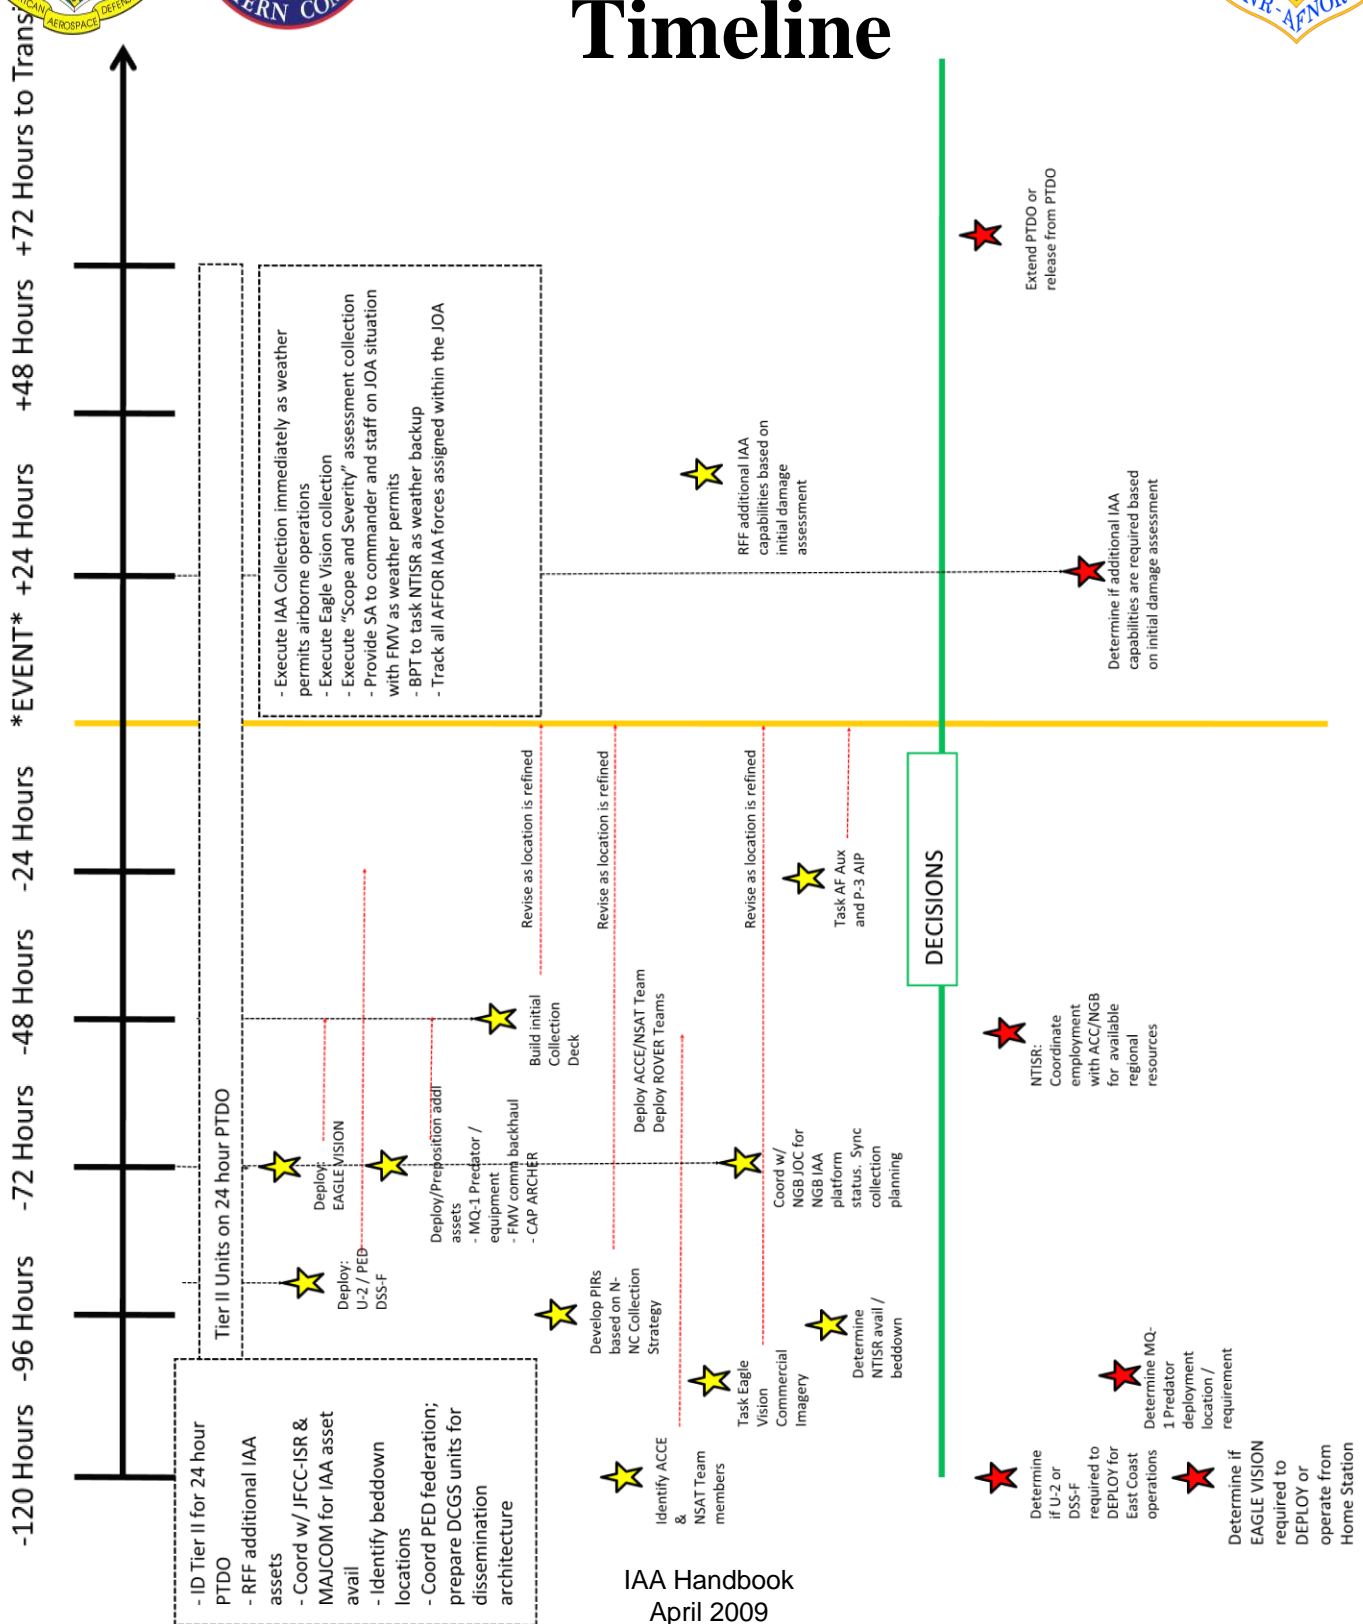 ICAN AEROSPACE DEFEN
ERN COM
Timeline
NR-AFNOR
-120 Hours
-96 Hours
-72 Hours
-48 Hours
-24 Hours
*EVENT*
+24 Hours
+48 Hours
+72 Hours to Transi
- ID Tier II for 24 hour
PTDO
- RFF additional IAA
assets
- Coord w/ JFCC-ISR &
MAJCOM for IAA asset
avail
- Identify beddown
locations
- Coord PED federation;
prepare DCGS units for
dissemination
architecture
Tier II Units on 24 hour PTDO
Deploy:
U-2 / PED
DSS-F
Deploy:
EAGLE VISION
Deploy/Preposition addl
assets
- MQ-1 Predator /
equipment
- FMV comm backhaul
- CAP ARCHER
Build initial
Collection
Deck
Revise as location is refined
- Execute IAA Collection immediately as weather
permits airborne operations
- Execute Eagle Vision collection
- Execute “Scope and Severity” assessment collection
- Provide SA to commander and staff on JOA situation
with FMV as weather permits
- BPT to task NTISR as weather backup
- Track all AFFOR IAA forces assigned within the JOA
Develop PIRs
based on N-
NC Collection
Strategy
Revise as location is refined
Identify ACCE
&
NSAT Team
members
Deploy ACCE/NSAT Team
Deploy ROVER Teams
Task Eagle
Vision
Commercial
Imagery
Revise as location is refined
Coord w/
NGB JOC for
NGB IAA
platform
status. Sync
collection
planning
Determine
NTISR avail /
beddown
Task AF Aux
and P-3 AIP
RFF additional IAA
capabilities based on
initial damage
assessment
DECISIONS
Determine
if U-2 or
DSS-F
required to
DEPLOY for
East Coast
operations
Determine if
EAGLE VISION
required to
DEPLOY or
operate from
Home Station
Determine MQ-
1 Predator
deployment
location /
requirement
NTISR:
Coordinate
employment
with ACC/NGB
for available
regional
resources
Determine if additional IAA
capabilities are required based
on initial damage assessment
Extend PTDO or
release from PTDO
IAA Handbook
April 2009